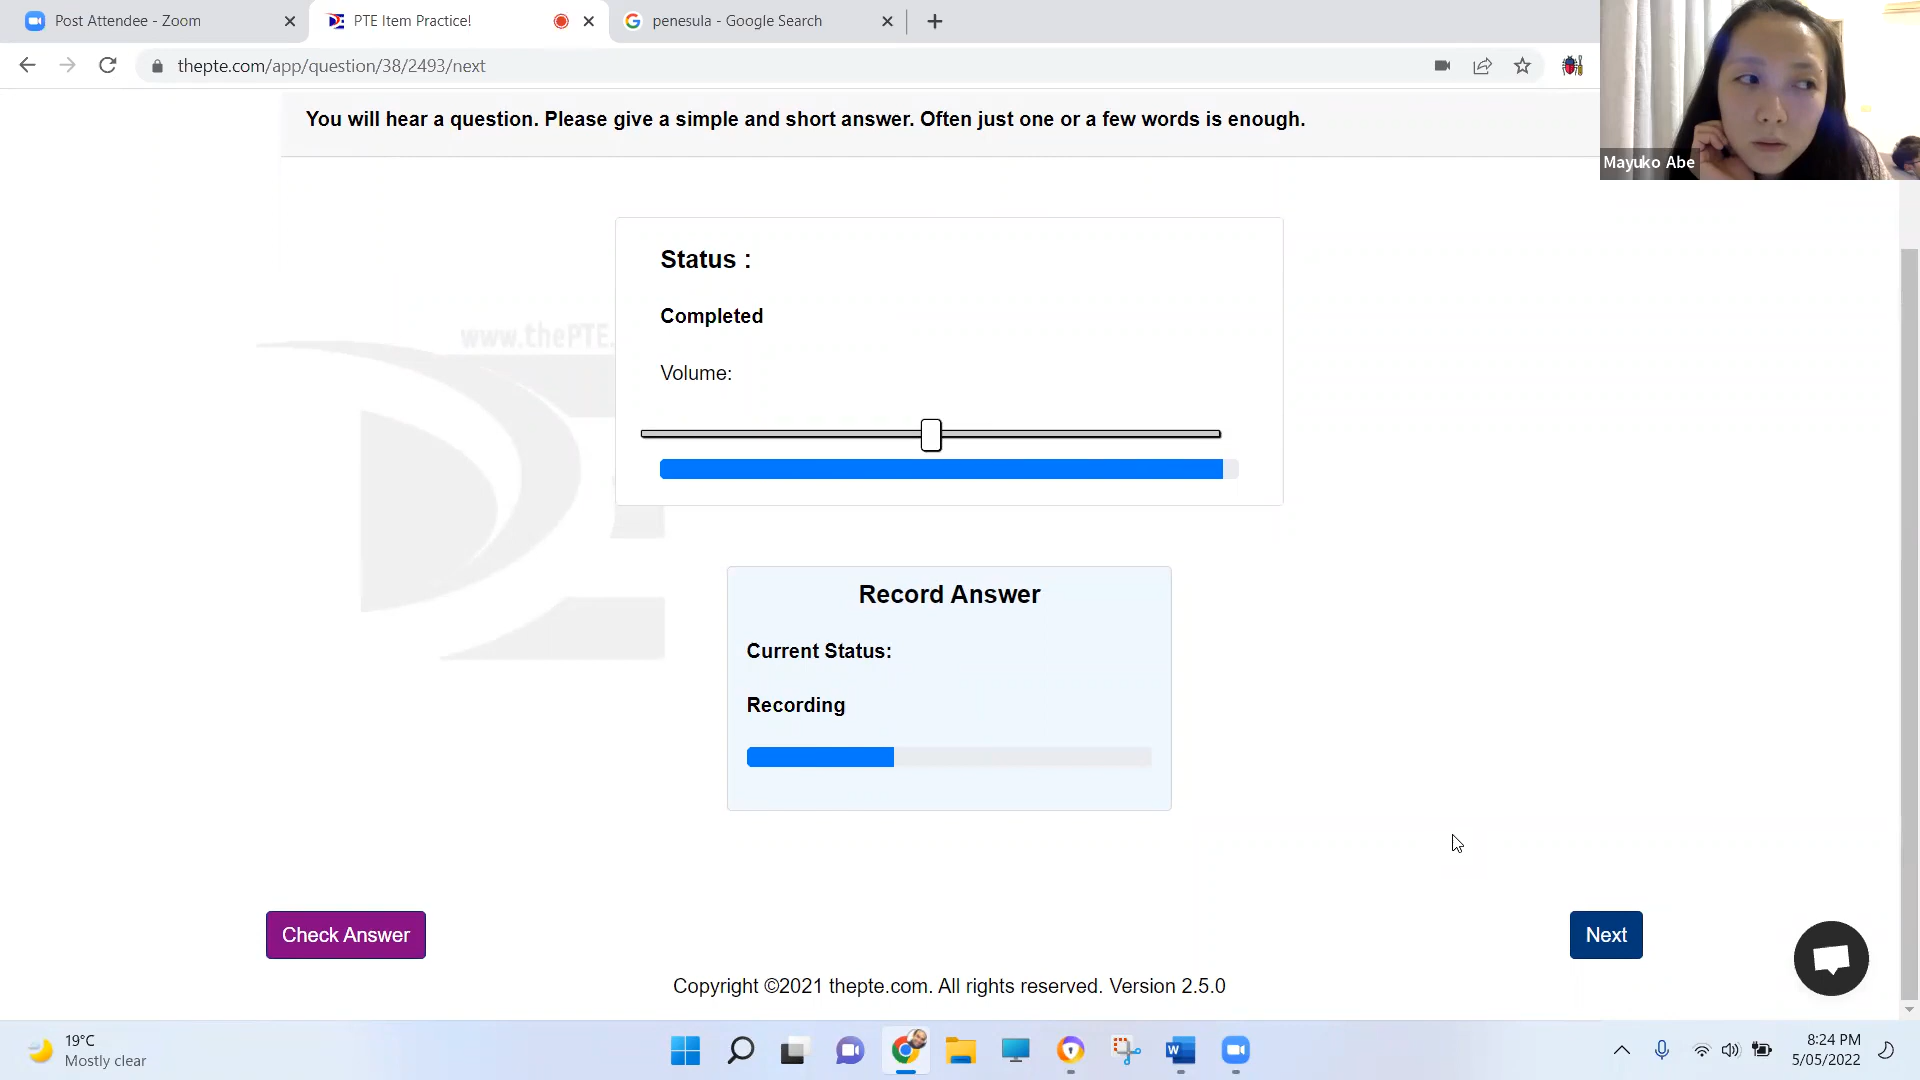 Post Attendee - Zoom
PTE Item Practice!
penesula - Google Search
thepte.com/app/question/38/2493/next
You will hear a question. Please give a simple and short answer. Often just one or a few words is enough.
Mayuko Abe
Status :
www.thePTE.
Completed
Volume:
Record Answer
Current Status:
Recording
Check Answer
Next
Copyright ©2021 thepte.com. All rights reserved. Version 2.5.0
19°C
Mostly clear
8:24 PM
5/05/2022